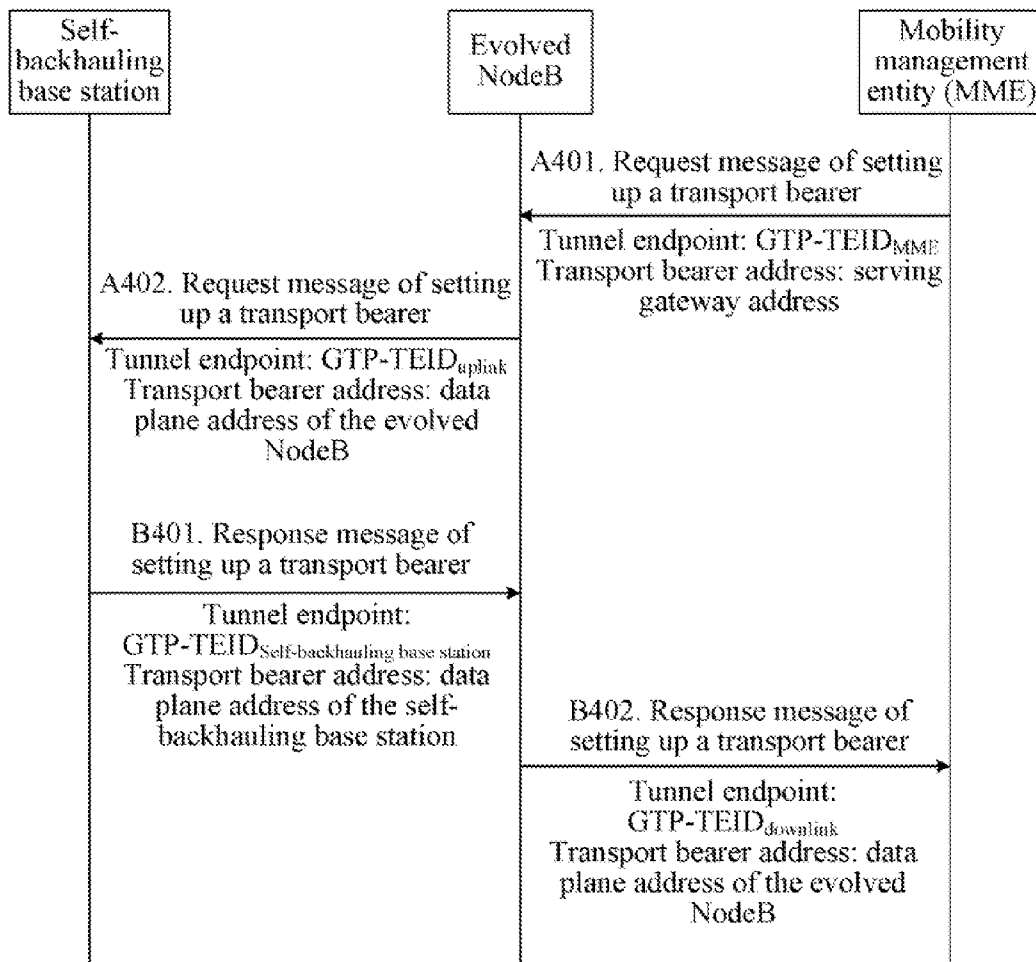 Self-
backhauling
base station
Evolved
NodeB
Mobility
management
entity (MME)
A401. Request message of setting
up a transport bearer
Tunnel endpoint: GTP-TEIDMME
Transport bearer address: serving
gateway address
A402. Request message of setting
up a transport bearer
Tunnel endpoint: GTP-TEIDuplink
Transport bearer address: data
plane address of the evolved
NodeB
B401. Response message of
setting up a transport bearer
Tunnel endpoint:
GTP-TEIDSelf-backhauling base station
Transport bearer address: data
plane address of the self-
backhauling base station
B402. Response message of
setting up a transport bearer
Tunnel endpoint:
GTP-TEIDdownlink
Transport bearer address: data
plane address of the evolved
NodeB